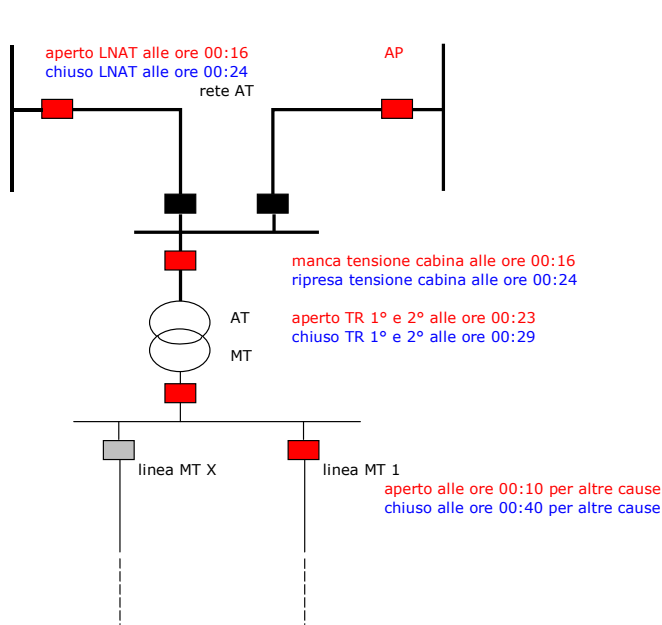 aperto LNAT alle ore 00:16
AP
chiuso LNAT alle ore 00:24
rete AT
manca tensione cabina alle ore 00:16
ripresa tensione cabina alle ore 00:24
AT
aperto TR 1° e 2° alle ore 00:23
chiuso TR 1° e 2° alle ore 00:29
MT
linea MT X
linea MT 1
aperto alle ore 00:10 per altre cause
chiuso alle ore 00:40 per altre cause